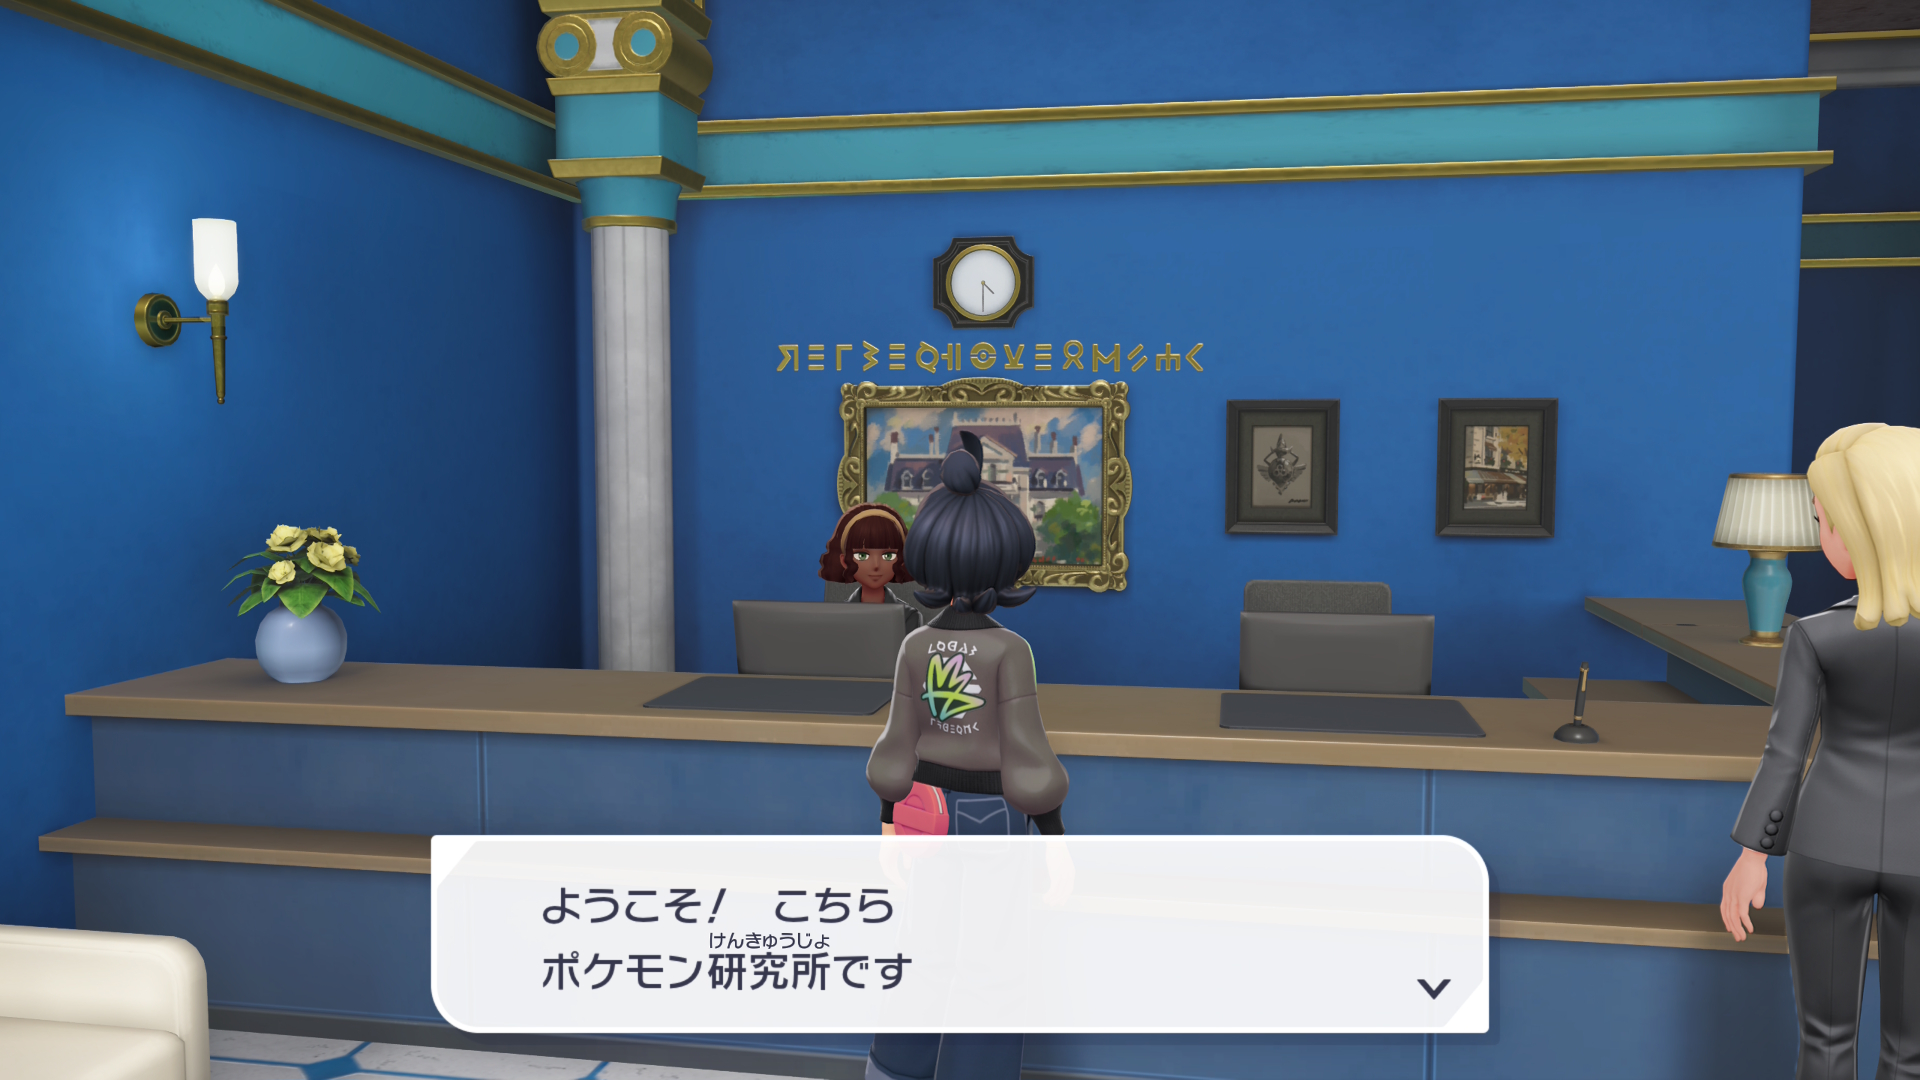 ようこそ！　こちら
けんきゅうじょ
ポケモン研究所です